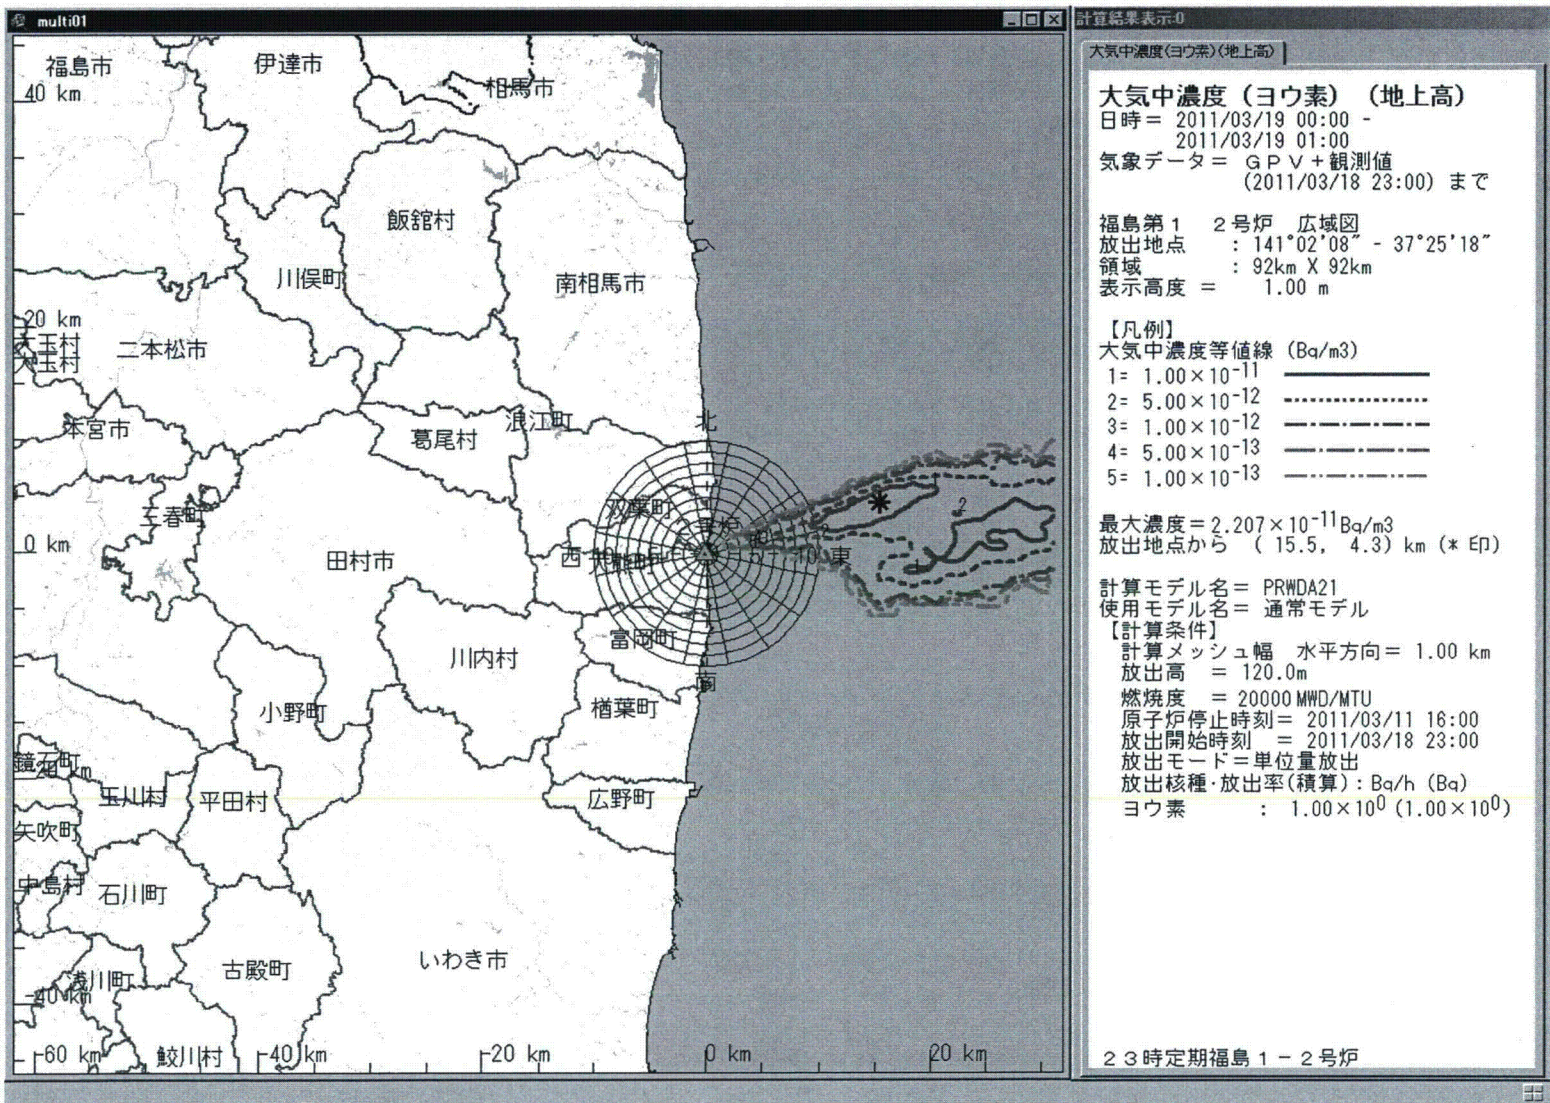 multi01
福島市
伊達市
相馬市
40 km
飯舘村
川俣町
南相馬市
20 km
大玉村
大玉村
二本松市
本宮市
葛尾村
浪江町
北
三春町
双葉町
0 km
田村市
西
10
東
富岡町
川内村
南
小野町
楢葉町
鏡石町
玉川村
平田村
広野町
矢吹町
中島村
石川町
いわき市
古殿町
浅川町
-40 km
鮫川村
-60 km
-40 km
-20 km
0 km
20 km
計算結果表示:0
大気中濃度(ヨウ素)(地上高)
大気中濃度(ヨウ素) (地上高)
日時= 2011/03/19 00:00 -
2011/03/19 01:00
気象データ= GPV+観測値
(2011/03/18 23:00) まで
福島第1 2号炉 広域図
放出地点 : 141°02'08" - 37°25'18"
領域 : 92km X 92km
表示高度 = 1.00 m
【凡例】
大気中濃度等値線 (Bq/m3)
1= 1.00×10⁻¹¹
2= 5.00×10⁻¹²
3= 1.00×10⁻¹²
4= 5.00×10⁻¹³
5= 1.00×10⁻¹³
最大濃度=2.207×10⁻¹¹Bq/m3
放出地点から ( 15.5, 4.3) km (* 印)
計算モデル名= PRWDA21
使用モデル名= 通常モデル
【計算条件】
計算メッシュ幅 水平方向= 1.00 km
放出高 = 120.0m
燃焼度 = 20000MWD/MTU
原子炉停止時刻= 2011/03/11 16:00
放出開始時刻 = 2011/03/18 23:00
放出モード=単位量放出
放出核種・放出率(積算): Bq/h (Bq)
ヨウ素 : 1.00×10⁰ (1.00×10⁰)
23時定期福島1-2号炉